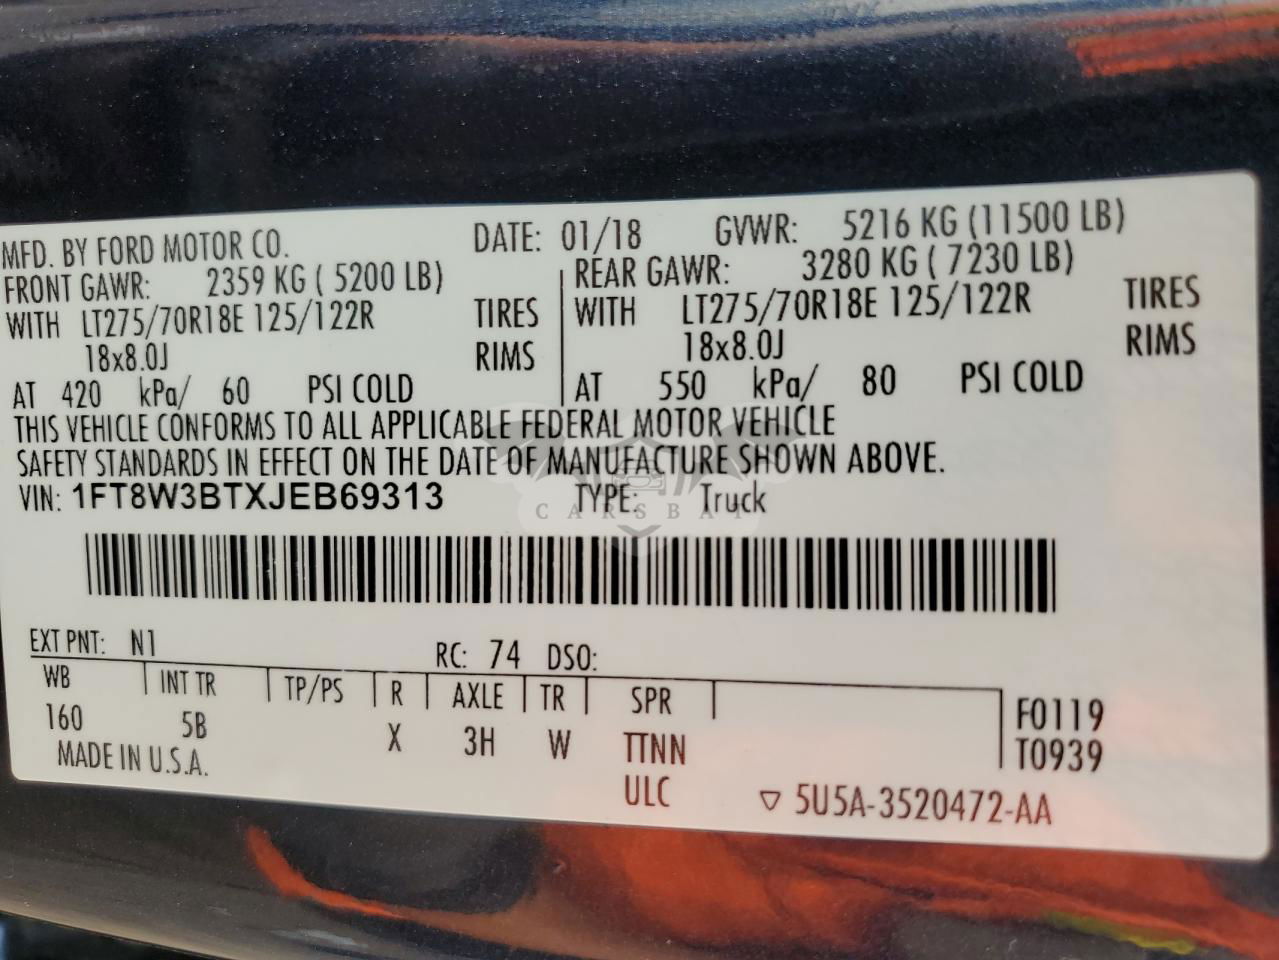 MFD. BY FORD MOTOR CO. DATE: 01/18 GVWR: 5216 KG (11500 LB)
FRONT GAWR: 2359 KG ( 5200 LB) REAR GAWR: 3280 KG ( 7230 LB)
WITH LT275/70R18E 125/122R TIRES WITH LT275/70R18E 125/122R TIRES
18x8.0J RIMS 18x8.0J RIMS
AT 420 kPa/ 60 PSI COLD AT 550 kPa/ 80 PSI COLD
THIS VEHICLE CONFORMS TO ALL APPLICABLE FEDERAL MOTOR VEHICLE
SAFETY STANDARDS IN EFFECT ON THE DATE OF MANUFACTURE SHOWN ABOVE.
VIN: 1FT8W3BTXJEB69313 TYPE: Truck
CARSBAT
EXT PNT: N1 RC: 74 DSO:
WB INT TR TP/PS R AXLE TR SPR F0119
160 5B X 3H W TTNN T0939
MADE IN U.S.A. ULC ▽ 5U5A-3520472-AA